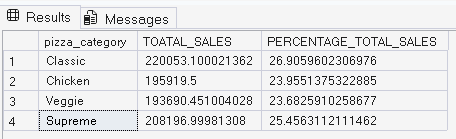 Results Messages
pizza_category TOATAL_SALES PERCENTAGE_TOTAL_SALES
1 Classic 220053.100021362 26.9059602306976
2 Chicken 195919.5 23.9551375322885
3 Veggie 193690.451004028 23.6825910258677
4 Supreme 208196.99981308 25.4563112111462